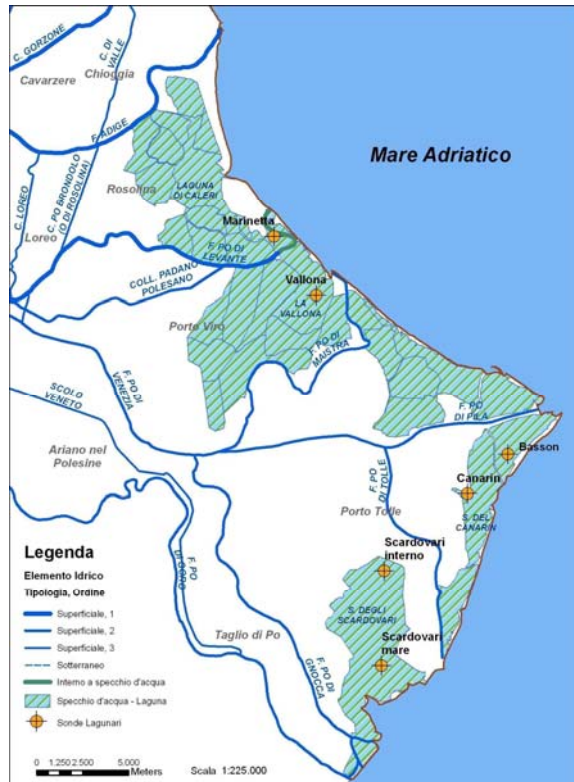 C. GORZONE
C. DI
VALLE
Chioggia
Cavarzere
F. ADIGE
Mare Adriatico
C. LOREO
C. PO BRONDOLO
(O DI ROSOLINA)
Rosolina
LAGUNA
DI CALERI
Loreo
Marinetta
F. PO DI
LEVANTE
COLL. PADANO
POLESANO
Vallona
LA
VALLONA
Porto Viro
F. PO DI
MAISTRA
F. PO DI
VENEZIA
SCOLO
VENETO
F. PO
DI PILA
Ariano nel
Polesine
Basson
F. PO
DI TOLLE
Canarin
Porto Tolle
S. DEL
CANARIN
Scardovari
interno
F. PO
DI GORO
S. DEGLI
SCARDOVARI
Taglio di Po
Scardovari
mare
F. PO DI
GNOCCA
Legenda
Elemento Idrico
Tipologia, Ordine
Superficiale, 1
Superficiale, 2
Superficiale, 3
Sotterraneo
Interno a specchio d'acqua
Specchio d'acqua - Laguna
Sonde Lagunari
0 1.250 2.500 5.000
Meters
Scala 1:225.000